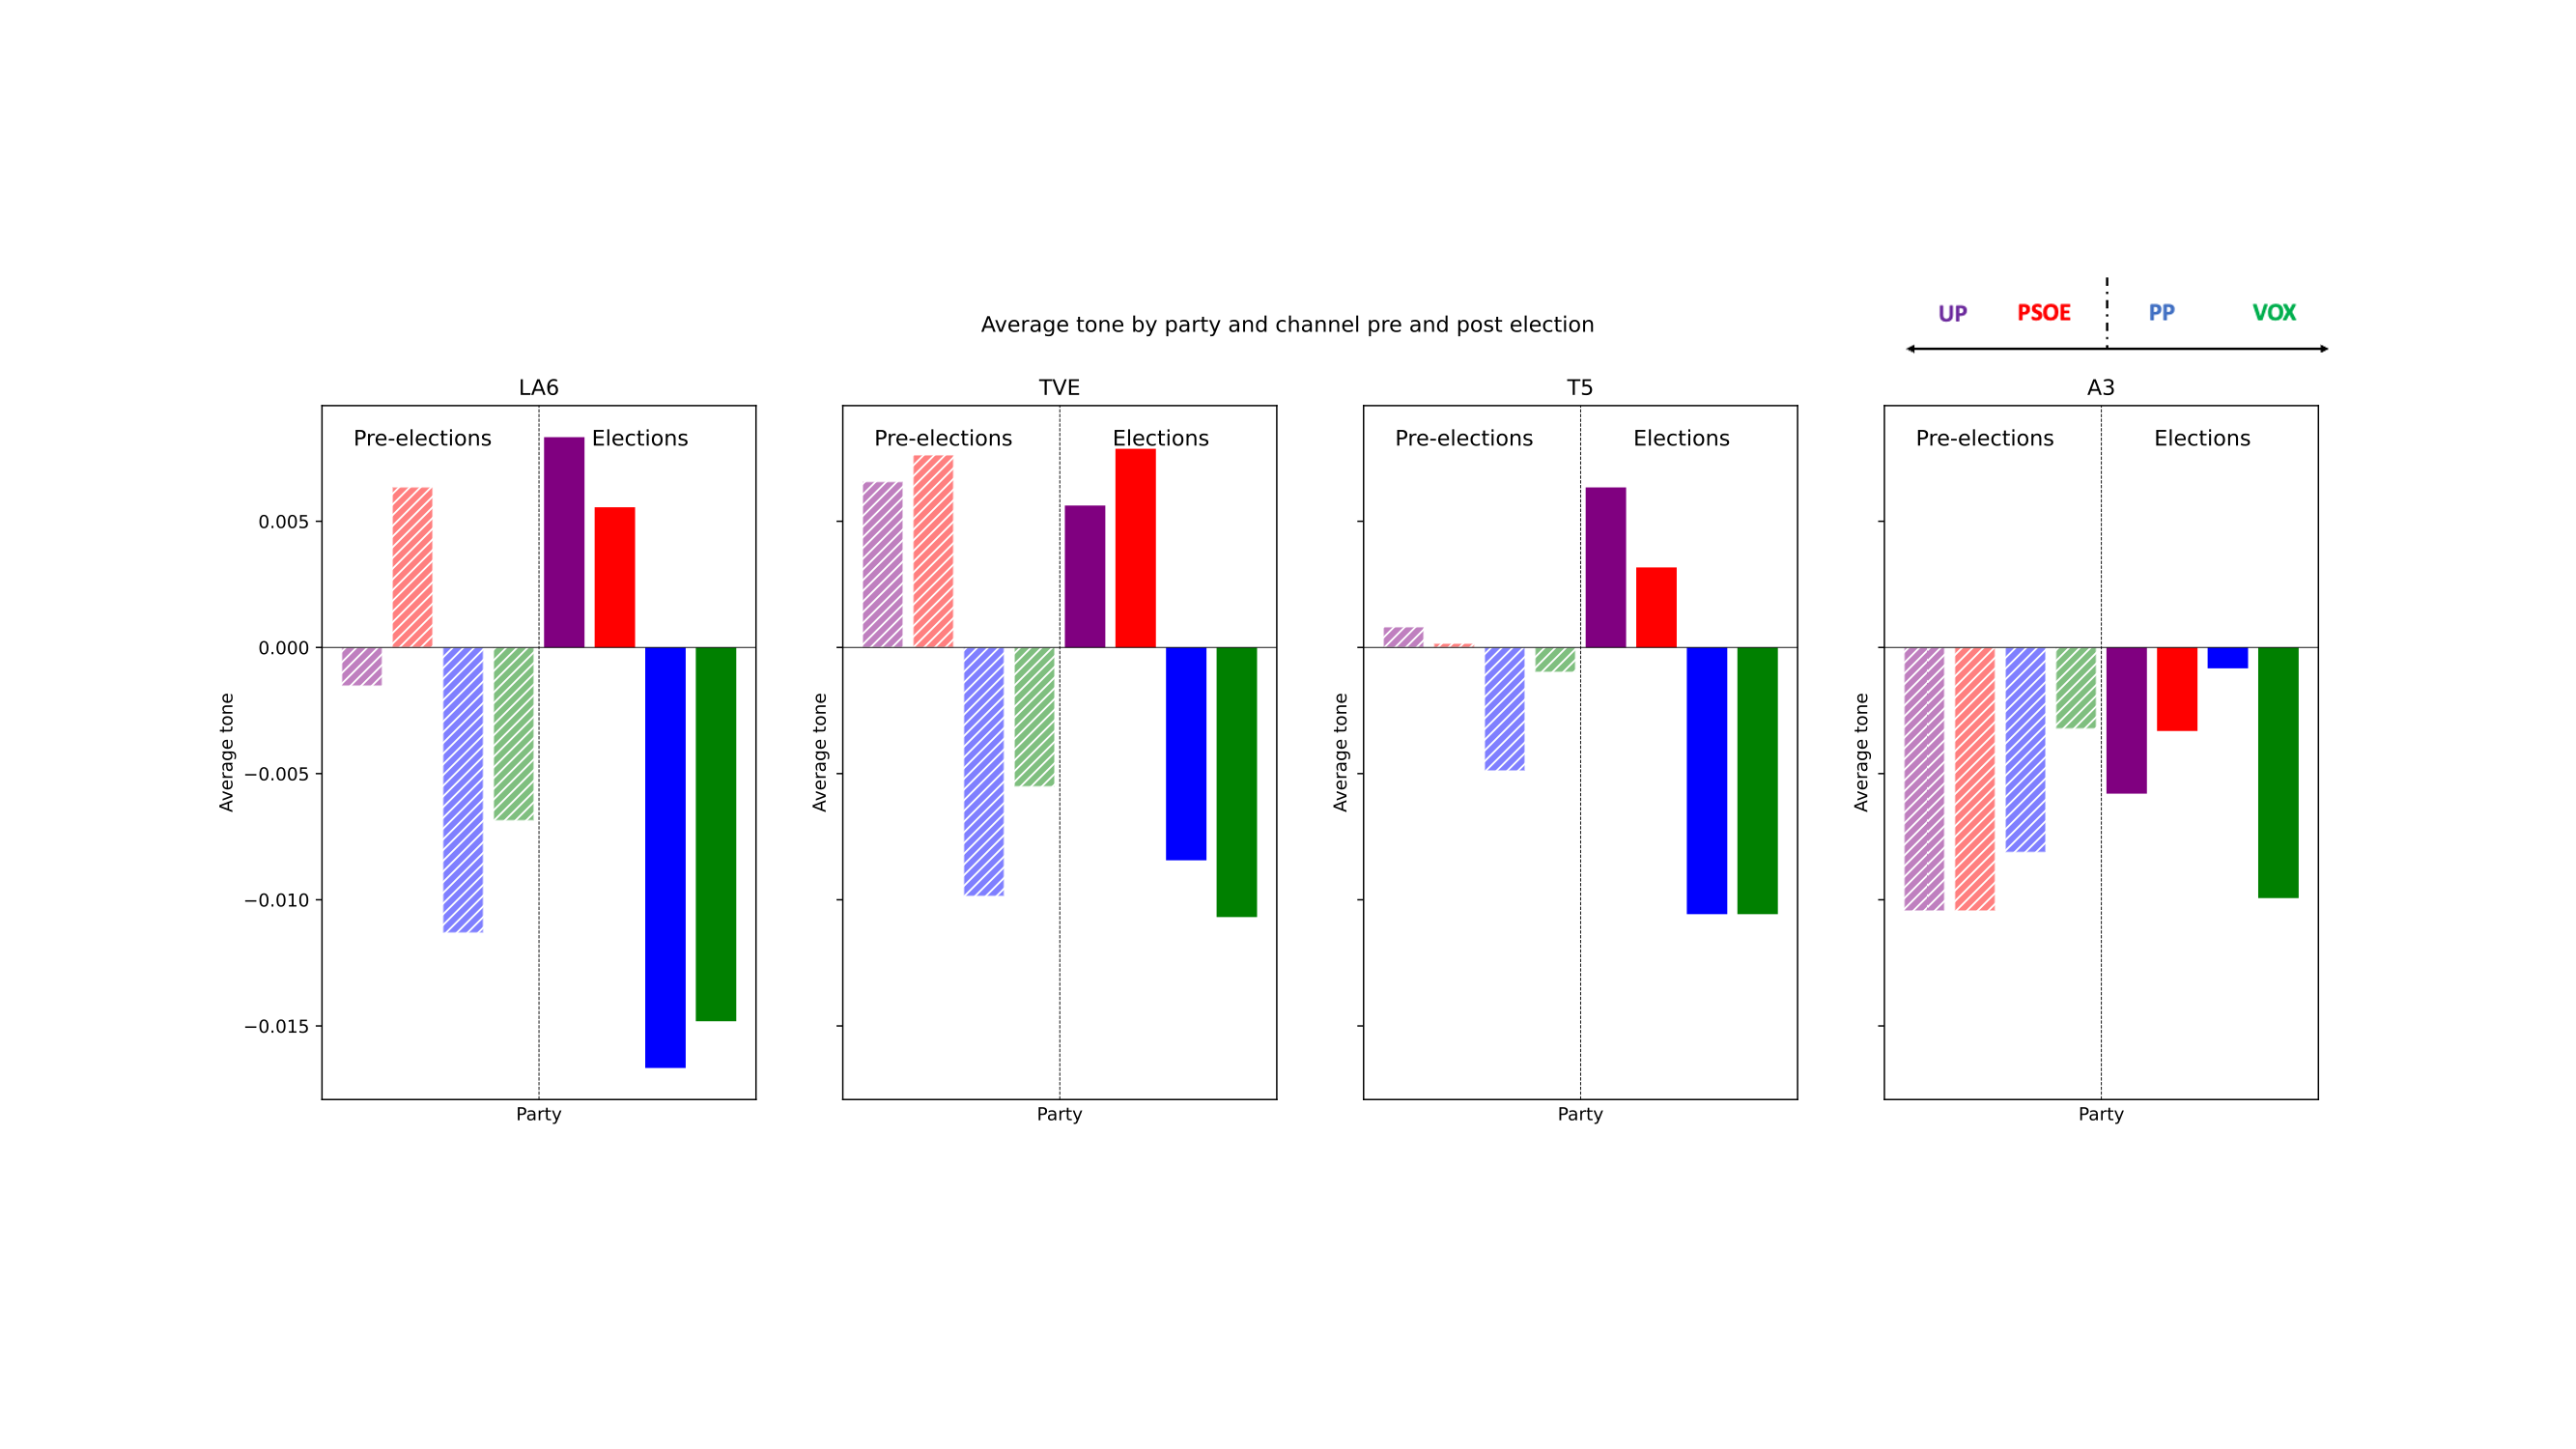 UP PSOE PP VOX
Average tone by party and channel pre and post election
LA6
Pre-elections Elections
0.005
0.000
−0.005
−0.010
−0.015
Average tone
Party
TVE
Pre-elections Elections
Average tone
Party
T5
Pre-elections Elections
Average tone
Party
A3
Pre-elections Elections
Average tone
Party